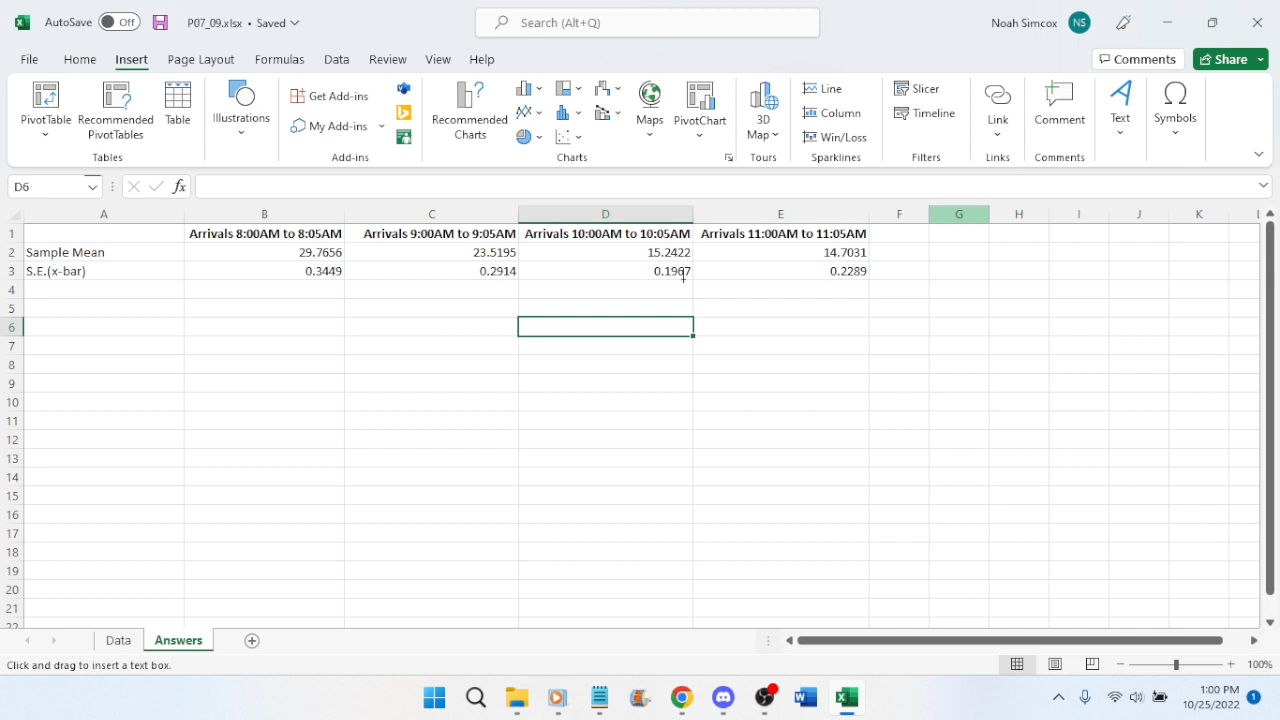 AutoSave Off P07_09.xlsx • Saved Search (Alt+Q) Noah Simcox NS
File Home Insert Page Layout Formulas Data Review View Help Comments Share
PivotTable Recommended PivotTables Table Illustrations Get Add-ins My Add-ins Recommended Charts Maps PivotChart 3D Map Line Column Win/Loss Slicer Timeline Link Comment Text Symbols
Tables Add-ins Charts Tours Sparklines Filters Links Comments
D6 fx
A B C D E F G H I J K L
1 Arrivals 8:00AM to 8:05AM Arrivals 9:00AM to 9:05AM Arrivals 10:00AM to 10:05AM Arrivals 11:00AM to 11:05AM
2 Sample Mean 29.7656 23.5195 15.2422 14.7031
3 S.E.(x-bar) 0.3449 0.2914 0.1967 0.2289
4
5
6
7
8
9
10
11
12
13
14
15
16
17
18
19
20
21
22
Data Answers
Click and drag to insert a text box. 100%
1:00 PM
10/25/2022 1